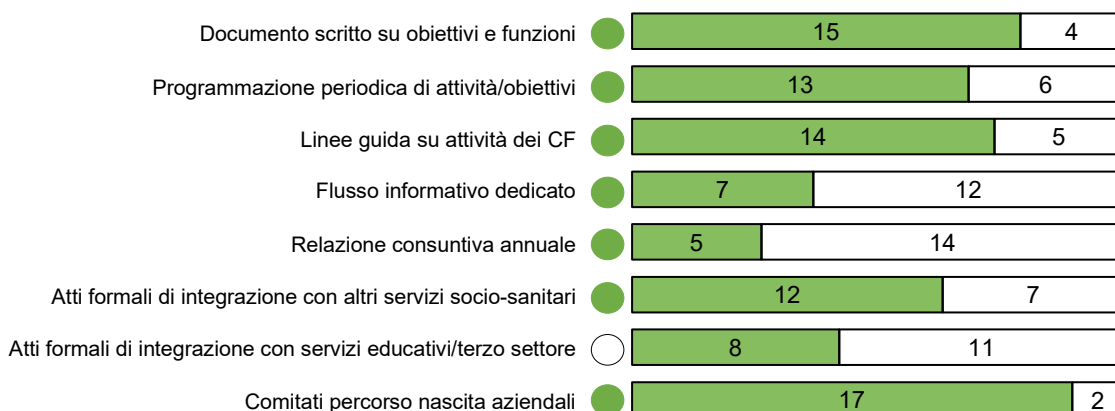 Documento scritto su obiettivi e funzioni 15 4
Programmazione periodica di attività/obiettivi 13 6
Linee guida su attività dei CF 14 5
Flusso informativo dedicato 7 12
Relazione consuntiva annuale 5 14
Atti formali di integrazione con altri servizi socio-sanitari 12 7
Atti formali di integrazione con servizi educativi/terzo settore 8 11
Comitati percorso nascita aziendali 17 2